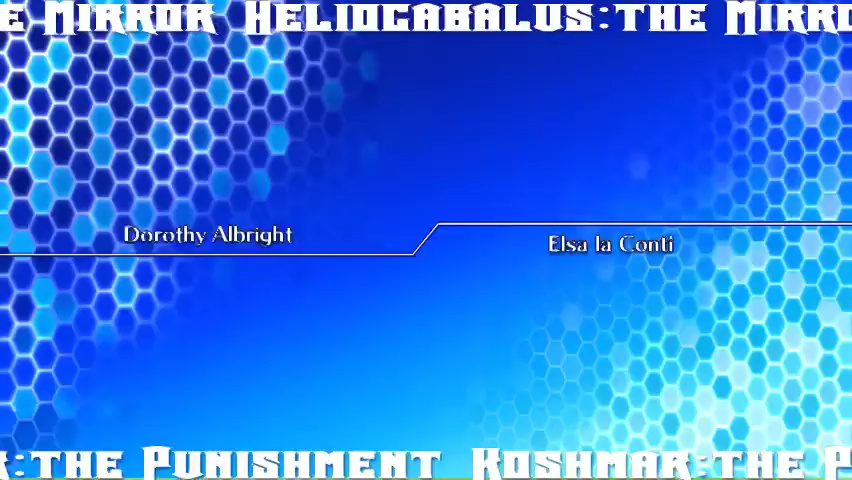 E MIRROR HELIOGABALUS:THE MIRRO
Dorothy Albright
Elsa la Conti
R:THE PUNISHMENT KOSHMAR:THE P